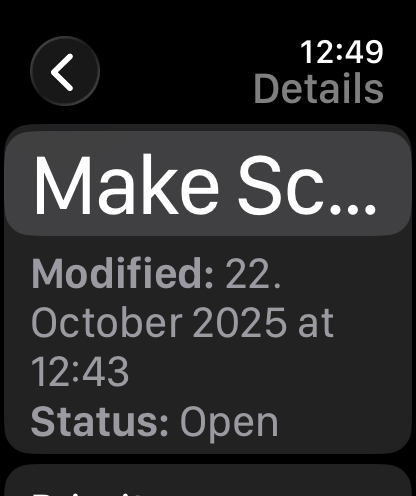 12:49
Details
Make Sc...
Modified: 22.
October 2025 at
12:43
Status: Open